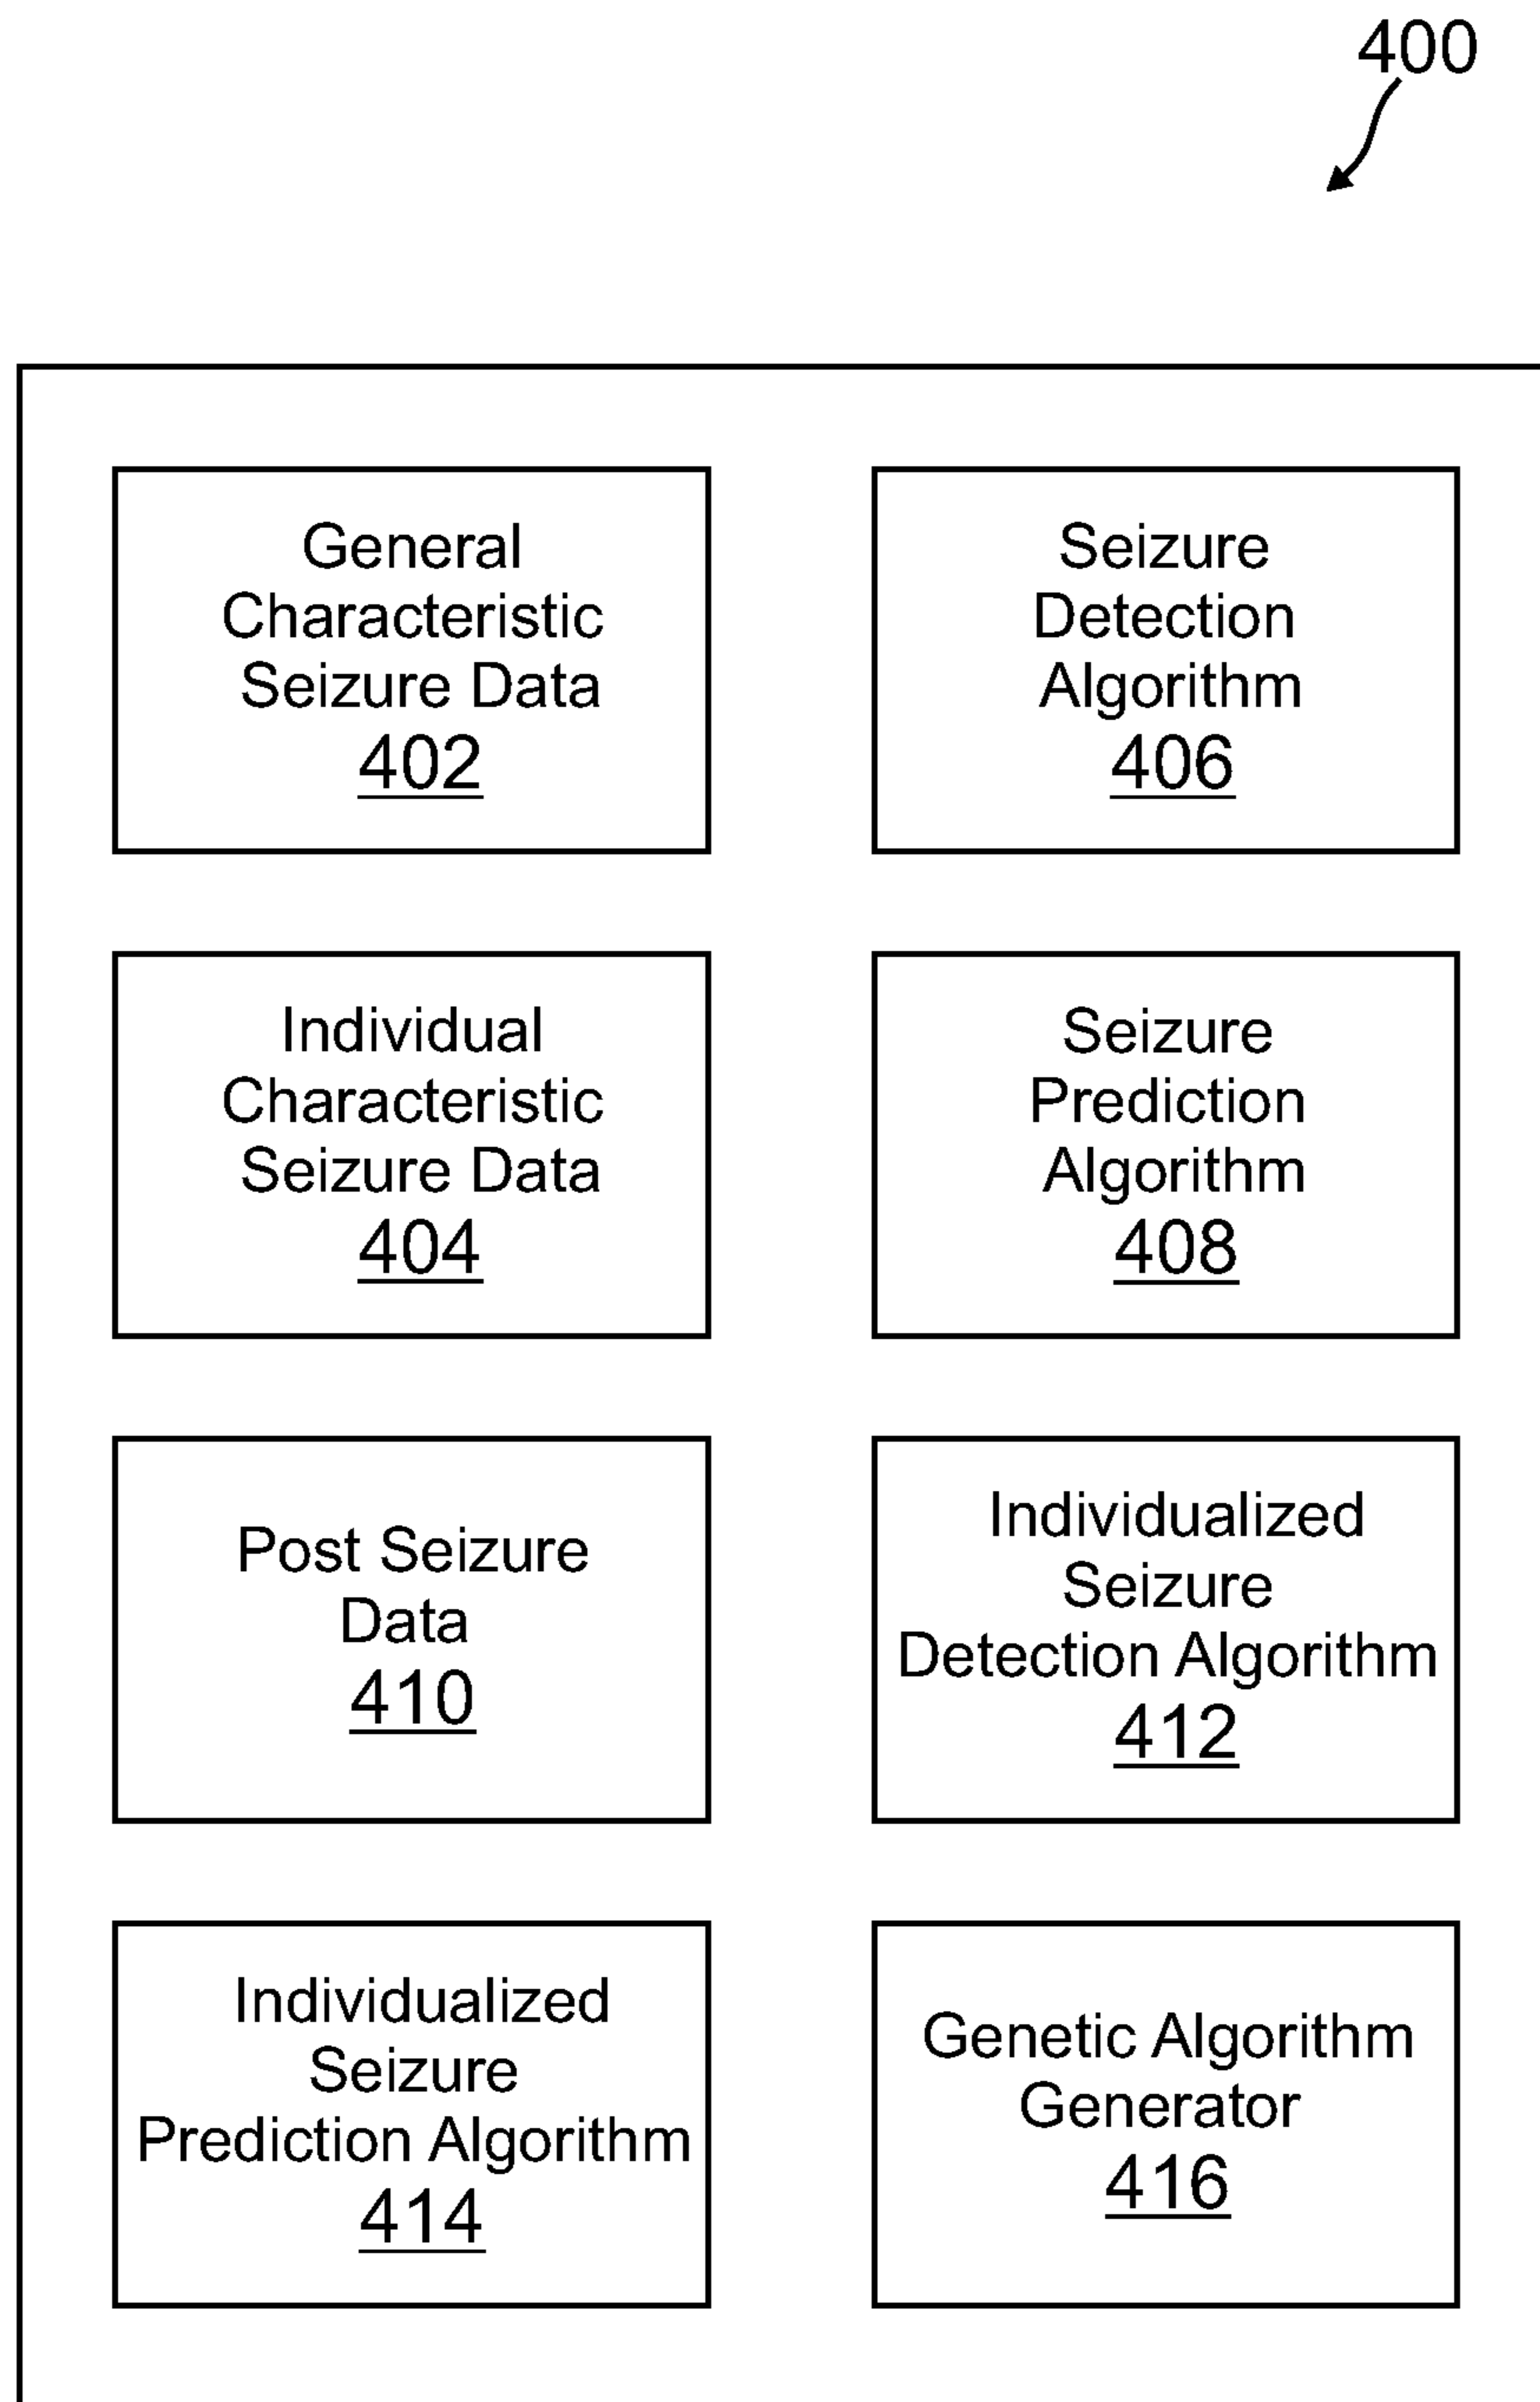 400
General
Characteristic
Seizure Data
402
Seizure
Detection
Algorithm
406
Individual
Characteristic
Seizure Data
404
Seizure
Prediction
Algorithm
408
Post Seizure
Data
410
Individualized
Seizure
Detection Algorithm
412
Individualized
Seizure
Prediction Algorithm
414
Genetic Algorithm
Generator
416